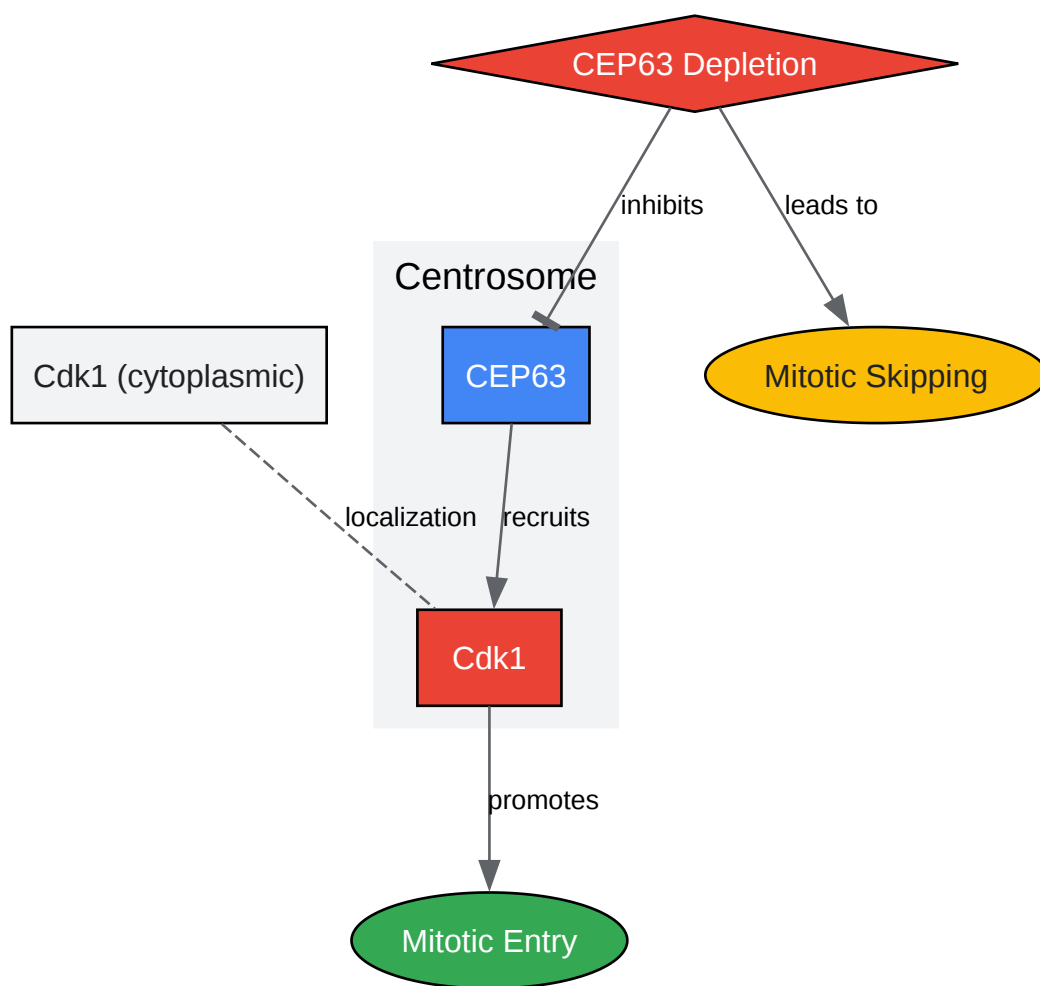 CEP63 Depletion
inhibits
leads to
Centrosome
Cdk1 (cytoplasmic)
CEP63
Mitotic Skipping
localization
recruits
Cdk1
promotes
Mitotic Entry